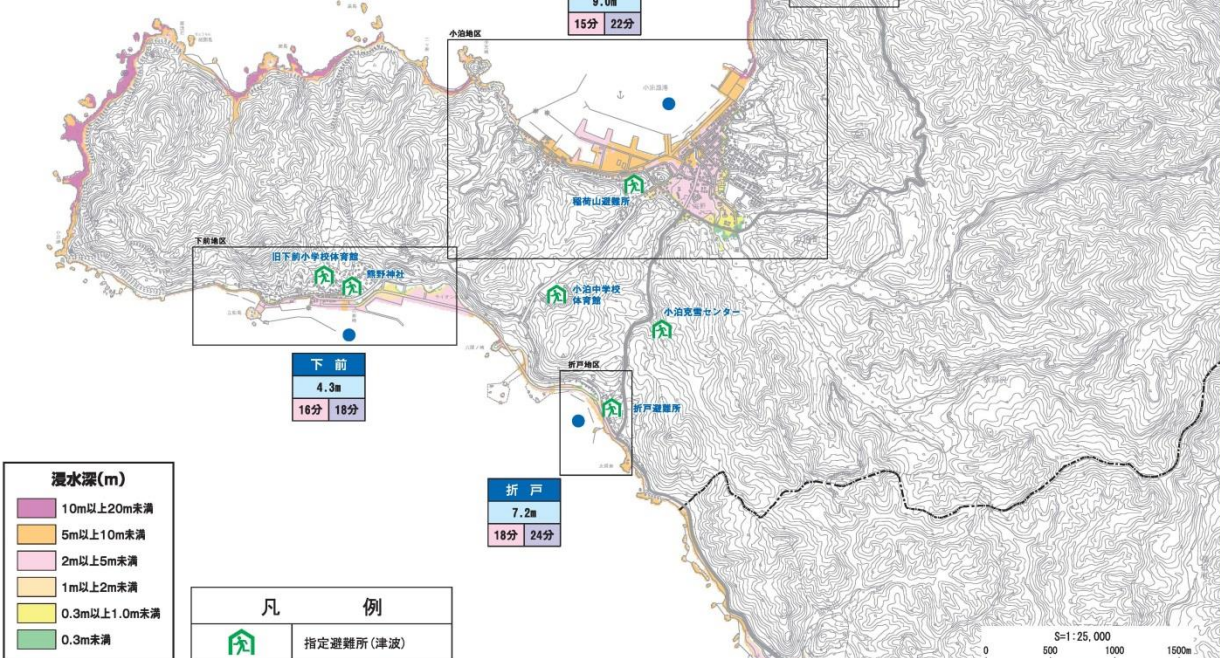 9.0m
15分 22分
小泊地区
稲荷山避難所
下前地区
旧下前小学校体育館
熊野神社
小泊中学校
体育館
小泊克雪センター
下 前
4.3m
16分 18分
折戸地区
折戸避難所
折 戸
7.2m
18分 24分
浸水深(m)
10m以上20m未満
5m以上10m未満
2m以上5m未満
1m以上2m未満
0.3m以上1.0m未満
0.3m未満
凡 例
指定避難所(津波)
S=1:25,000
0 500 1000 1500m